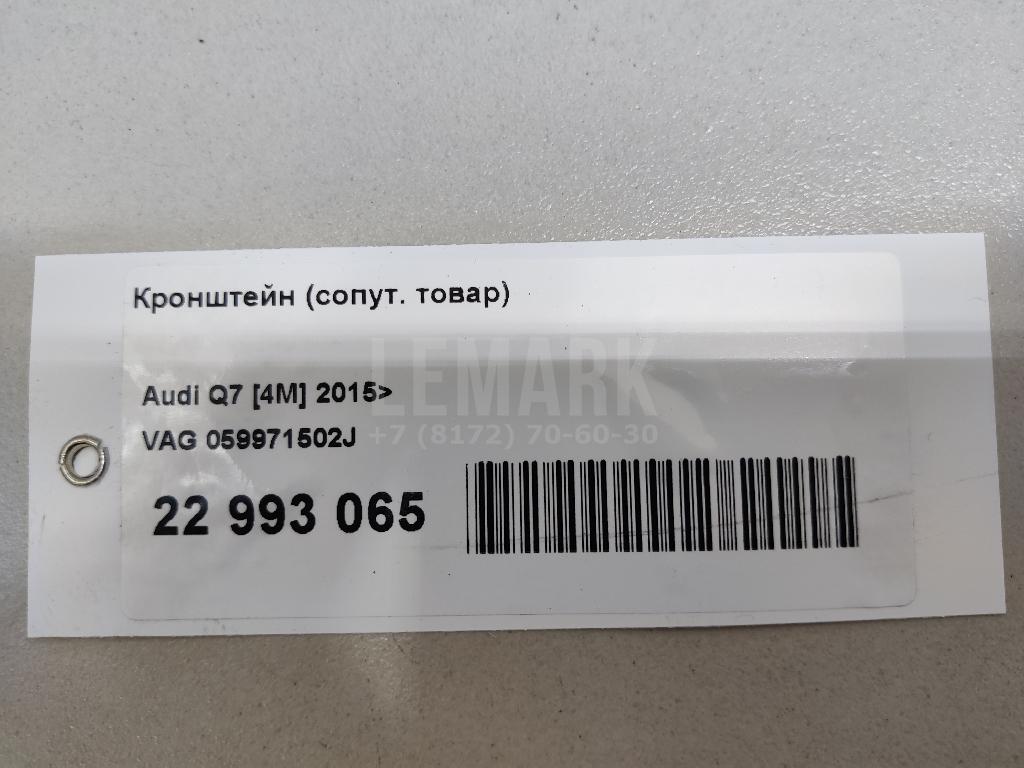 Кронштейн (сопут. товар)
LEMARK
Audi Q7 [4M] 2015>
+7 (8172) 70-60-30
VAG 059971502J
22 993 065